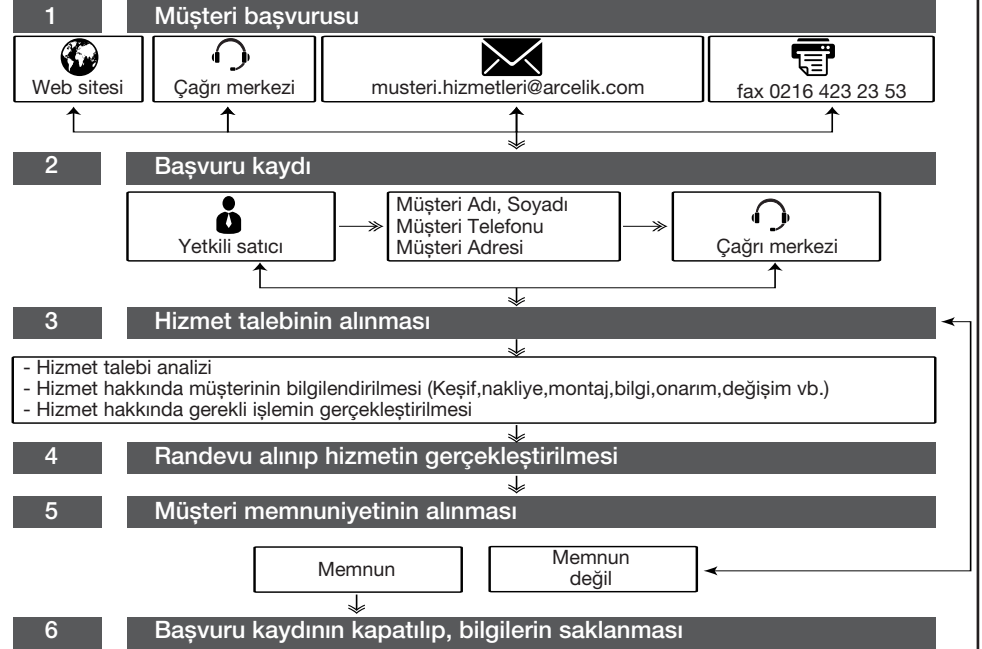 1 Müşteri başvurusu
Web sitesi
Çağrı merkezi
musteri.hizmetleri@arcelik.com
fax 0216 423 23 53
2 Başvuru kaydı
Yetkili satıcı
Müşteri Adı, Soyadı
Müşteri Telefonu
Müşteri Adresi
Çağrı merkezi
3 Hizmet talebinin alınması
- Hizmet talebi analizi
- Hizmet hakkında müşterinin bilgilendirilmesi (Keşif,nakliye,montaj,bilgi,onarım,değişim vb.)
- Hizmet hakkında gerekli işlemin gerçekleştirilmesi
4 Randevu alınıp hizmetin gerçekleştirilmesi
5 Müşteri memnuniyetinin alınması
Memnun
Memnun
değil
6 Başvuru kaydının kapatılıp, bilgilerin saklanması